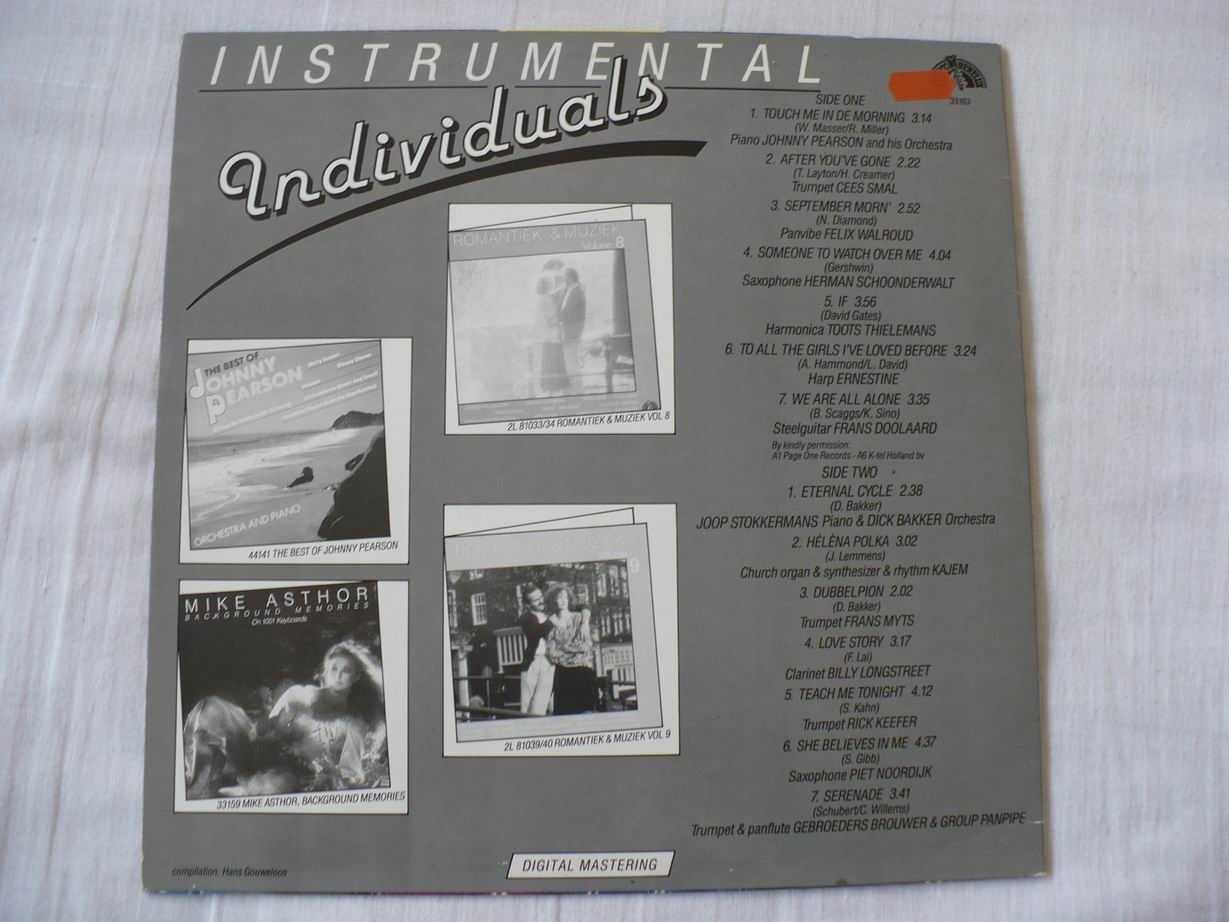 INSTRUMENTAL
Individuals
33163
SIDE ONE
1. TOUCH ME IN DE MORNING 3.14
(W. Masser/R. Miller)
Piano JOHNNY PEARSON and his Orchestra
2. AFTER YOU'VE GONE 2.22
(T. Layton/H. Creamer)
Trumpet CEES SMAL
3. SEPTEMBER MORN' 2.52
(N. Diamond)
Panvibe FELIX WALROUD
4. SOMEONE TO WATCH OVER ME 4.04
(Gershwin)
Saxophone HERMAN SCHOONDERWALT
5. IF 3.56
(David Gates)
Harmonica TOOTS THIELEMANS
6. TO ALL THE GIRLS I'VE LOVED BEFORE 3.24
(A. Hammond/L. David)
Harp ERNESTINE
7. WE ARE ALL ALONE 3.35
(B. Scaggs/K. Sino)
Steelguitar FRANS DOOLAARD
By kindly permission:
A1 Page One Records - A6 K-tel Holland bv
SIDE TWO
1. ETERNAL CYCLE 2.38
(D. Bakker)
JOOP STOKKERMANS Piano & DICK BAKKER Orchestra
2. HÉLÈNA POLKA 3.02
(J. Lemmens)
Church organ & synthesizer & rhythm KAJEM
3. DUBBELPION 2.02
(D. Bakker)
Trumpet FRANS MYTS
4. LOVE STORY 3.17
(F. Lai)
Clarinet BILLY LONGSTREET
5. TEACH ME TONIGHT 4.12
(S. Kahn)
Trumpet RICK KEEFER
6. SHE BELIEVES IN ME 4.37
(S. Gibb)
Saxophone PIET NOORDIJK
7. SERENADE 3.41
(Schubert/C. Willems)
Trumpet & panflute GEBROEDERS BROUWER & GROUP PANPIPE
ROMANTIEK & MUZIEK
Volume 8
2L 81033/34 ROMANTIEK & MUZIEK VOL 8
THE BEST OF
JOHNNY
PEARSON
ORCHESTRA AND PIANO
44141 THE BEST OF JOHNNY PEARSON
ROMANTIEK & MUZIEK
9
2L 81039/40 ROMANTIEK & MUZIEK VOL 9
MIKE ASTHOR
BACKGROUND MEMORIES
On 1001 Keyboards
33159 MIKE ASTHOR, BACKGROUND MEMORIES
compilation: Hans Gouweloos
DIGITAL MASTERING